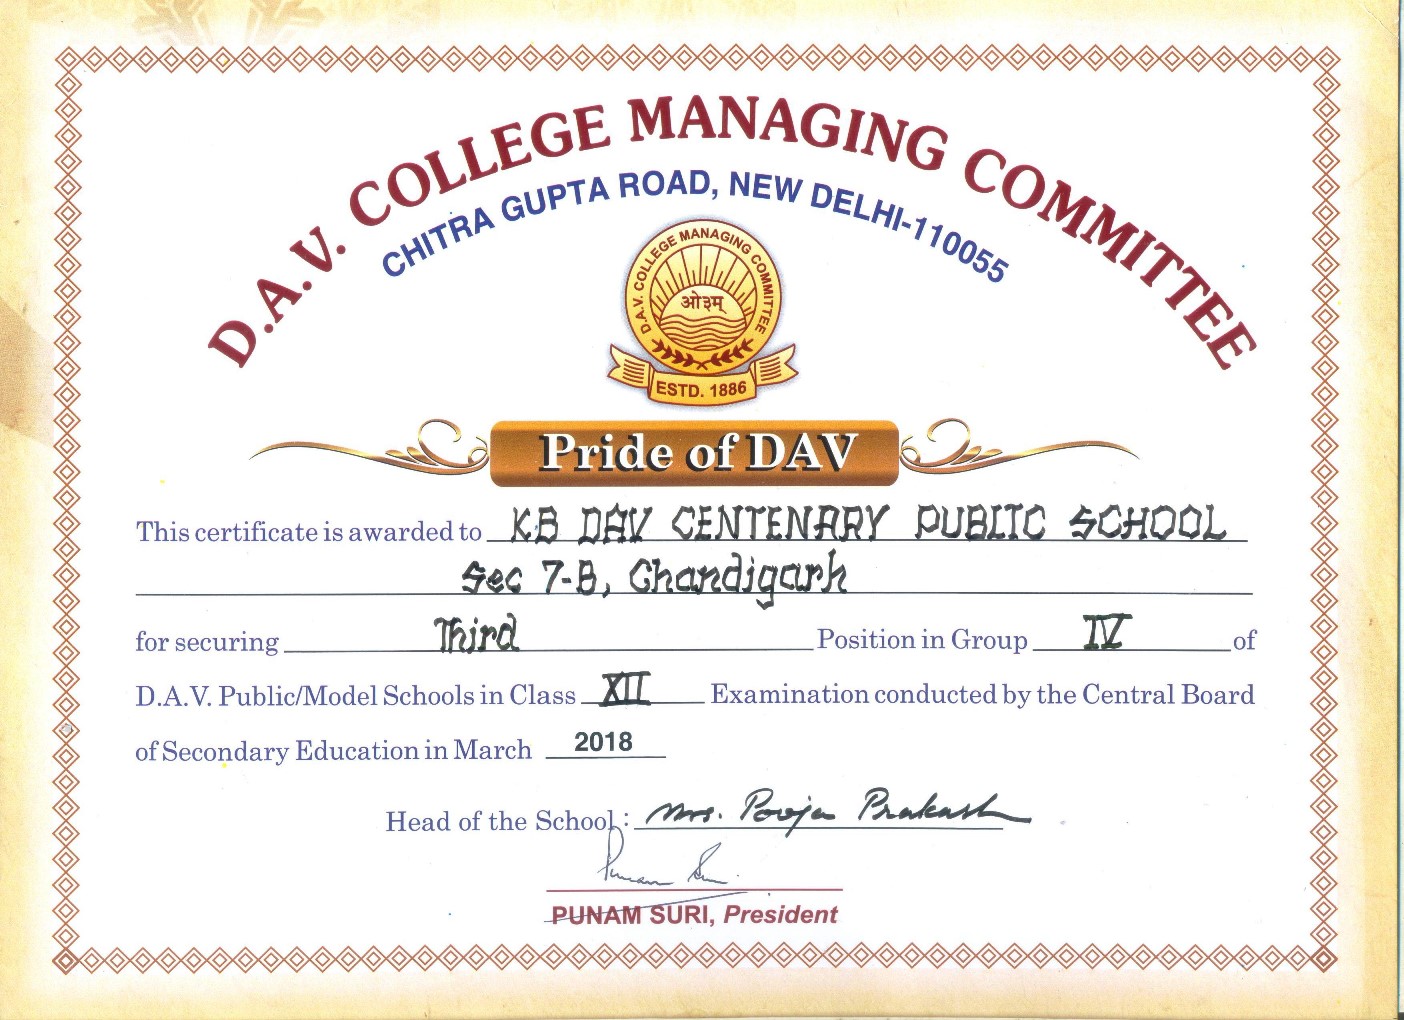 D.A.V. COLLEGE MANAGING COMMITTEE
CHITRA GUPTA ROAD, NEW DELHI-110055
D.A.V. COLLEGE MANAGING COMMITTEE
ओ३म्
ESTD. 1886
Pride of DAV
This certificate is awarded to KB DAV CENTENARY PUBLIC SCHOOL
Sec 7-B, Chandigarh
for securing Third Position in Group IV of
D.A.V. Public/Model Schools in Class XII Examination conducted by the Central Board
of Secondary Education in March 2018
Head of the School : Mrs. Pooja Prakash
Punam Suri
PUNAM SURI, President